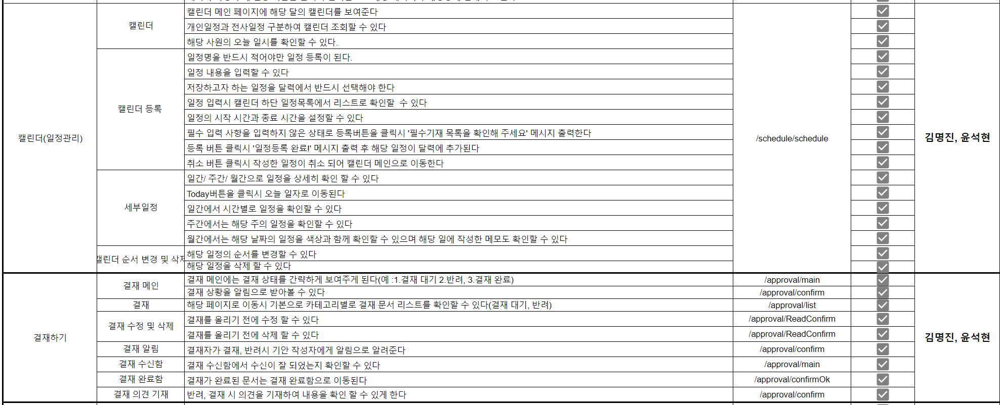 캘린더(일정관리)
캘린더
캘린더 메인 페이지에 해당 달의 캘린더를 보여준다
개인일정과 전사일정 구분하여 캘린더 조회할 수 있다
해당 사원의 오늘 일시를 확인할 수 있다.
캘린더 등록
일정명을 반드시 적어야만 일정 등록이 된다.
일정 내용을 입력할 수 있다
저장하고자 하는 일정을 달력에서 반드시 선택해야 한다
일정 입력시 캘린더 하단 일정목록에서 리스트로 확인할  수 있다
일정의 시작 시간과 종료 시간을 설정할 수 있다
필수 입력 사항을 입력하지 않은 상태로 등록버튼을 클릭시 '필수기재 목록을 확인해 주세요' 메시지 출력한다
등록 버튼 클릭시 '일정등록 완료!' 메시지 출력 후 해당 일정이 달력에 추가된다
취소 버튼 클릭시 작성한 일정이 취소 되어 캘린더 메인으로 이동한다
세부일정
일간/ 주간/ 월간으로 일정을 상세히 확인 할 수 있다
Today버튼을 클릭시 오늘 일자로 이동된다
일간에서 시간별로 일정을 확인할 수 있다
주간에서는 해당 주의 일정을 확인할 수 있다
월간에서는 해당 날짜의 일정을 색상과 함께 확인할 수 있으며 해당 일에 작성한 메모도 확인할 수 있다
캘린더 순서 변경 및 삭제
해당 일정의 순서를 변경할 수 있다
해당 일정을 삭제 할 수 있다
/schedule/schedule
김명진, 윤석현
결재하기
결재 메인
결재 메인에는 결재 상태를 간략하게 보여주게 된다(예 :1.결재 대기 2.반려, 3.결재 완료)
/approval/main
결재 상황을 알림으로 받아볼 수 있다
/approval/confirm
결재
해당 페이지로 이동시 기본으로 카테고리별로 결재 문서 리스트를 확인할 수 있다(결재 대기, 반려)
/approval/list
결재 수정 및 삭제
결재를 올리기 전에 수정 할 수 있다
/approval/ReadConfirm
결재를 올리기 전에 삭제 할 수 있다
/approval/ReadConfirm
결재 알림
결재자가 결재, 반려시 기안 작성자에게 알림으로 알려준다
/approval/confirm
결재 수신함
결재 수신함에서 수신이 잘 되었는지 확인할 수 있다
/approval/main
결재 완료함
결재가 완료된 문서는 결재 완료함으로 이동된다
/approval/confirmOk
결재 의견 기재
반려, 결재 시 의견을 기재하여 내용을 확인 할 수 있게 한다
/approval/confirm
김명진, 윤석현